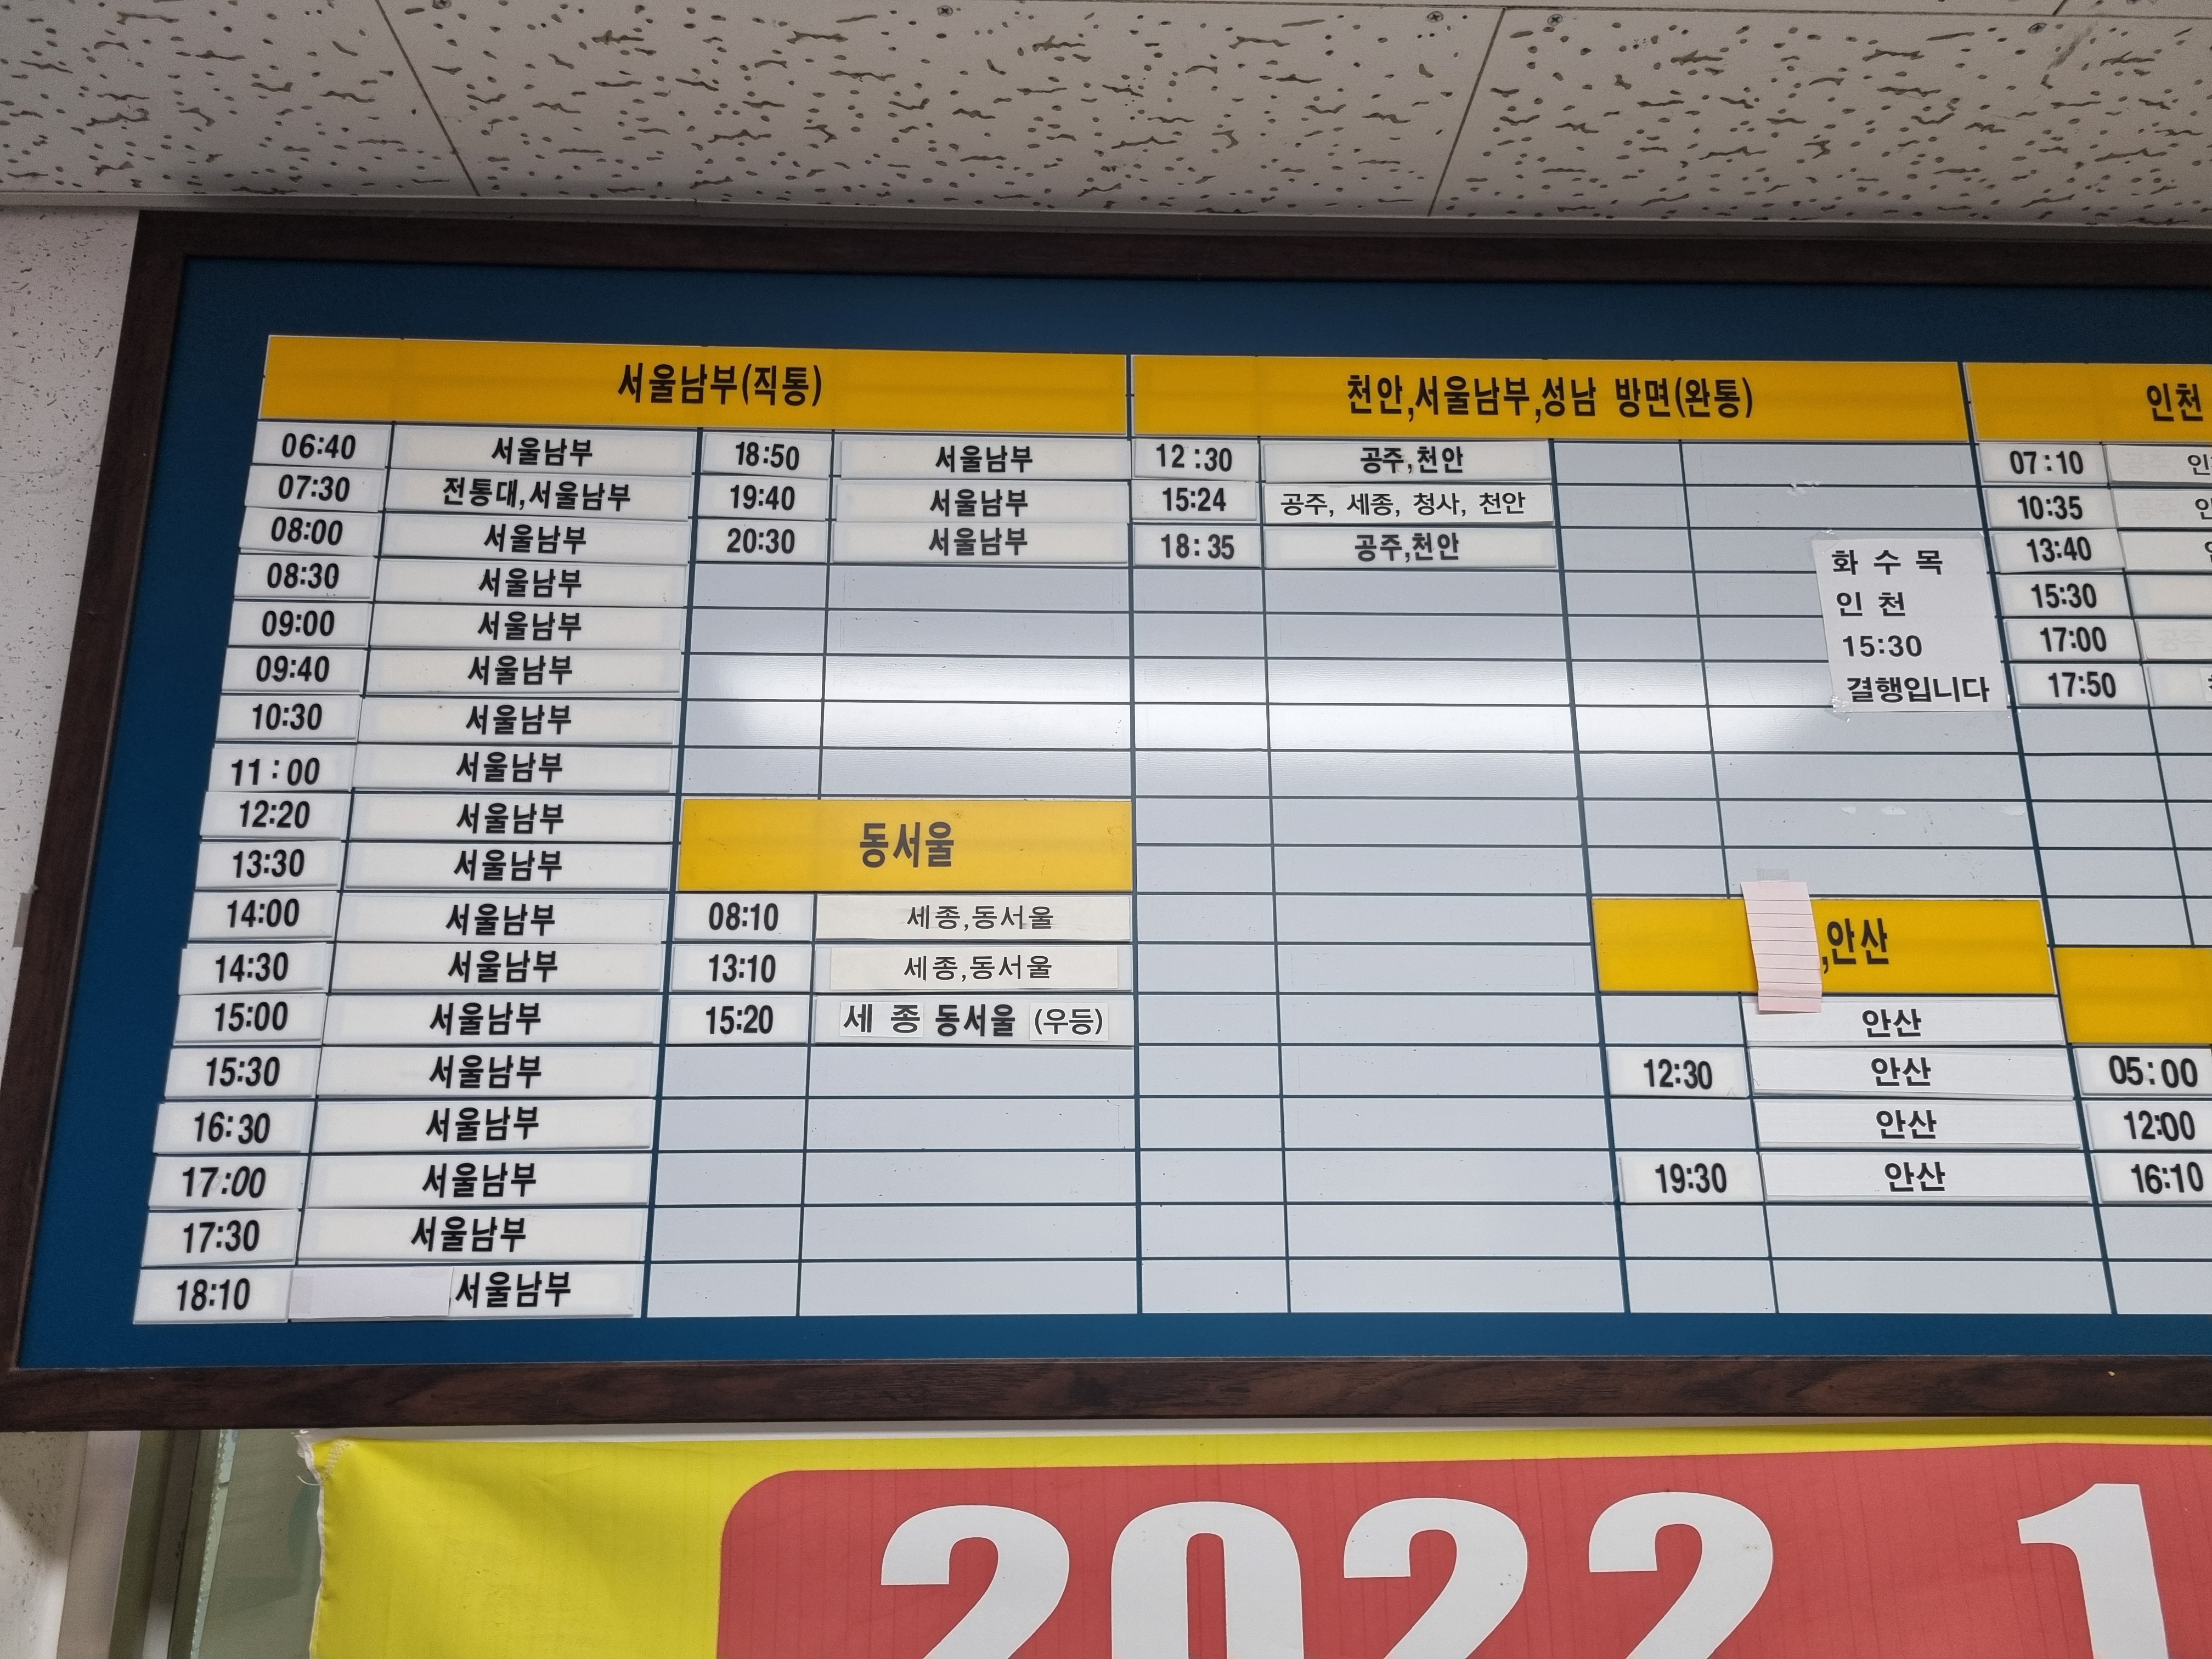 서울남부(직통)
06:40 서울남부 18:50 서울남부
07:30 전통대,서울남부 19:40 서울남부
08:00 서울남부 20:30 서울남부
08:30 서울남부
09:00 서울남부
09:40 서울남부
10:30 서울남부
11:00 서울남부
12:20 서울남부
13:30 서울남부
14:00 서울남부
14:30 서울남부
15:00 서울남부
15:30 서울남부
16:30 서울남부
17:00 서울남부
17:30 서울남부
18:10 서울남부
동서울
08:10 세종,동서울
13:10 세종,동서울
15:20 세 종 동서울 (우등)
천안,서울남부,성남 방면(완통)
12:30 공주,천안
15:24 공주, 세종, 청사, 천안
18:35 공주,천안
화 수 목
인 천
15:30
결행입니다
,안산
안산
12:30 안산
안산
19:30 안산
인천
07:10
10:35
13:40
15:30
17:00
17:50
05:00
12:00
16:10
2022 1